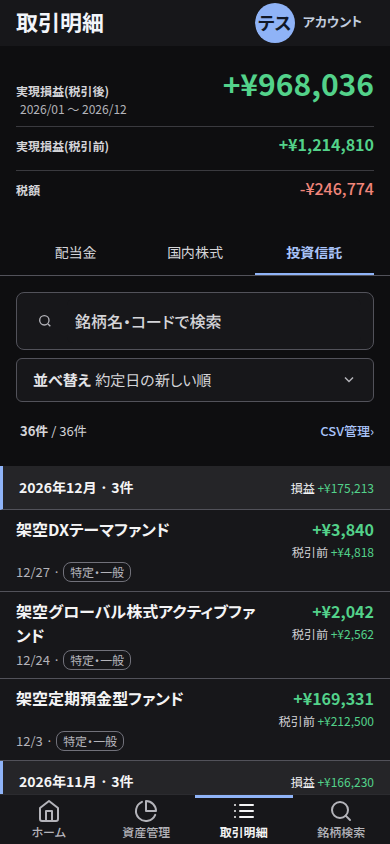 取引明細
テス アカウント
実現損益(税引後) +¥968,036
2026/01 〜 2026/12
実現損益(税引前) +¥1,214,810
税額 -¥246,774
配当金 国内株式 投資信託
銘柄名・コードで検索
並べ替え 約定日の新しい順
36件 / 36件 CSV管理›
2026年12月・3件 損益 +¥175,213
架空DXテーマファンド +¥3,840
税引前 +¥4,818
12/27・特定・一般
架空グローバル株式アクティブファ +¥2,042
ンド 税引前 +¥2,562
12/24・特定・一般
架空定期預金型ファンド +¥169,331
税引前 +¥212,500
12/3・特定・一般
2026年11月・3件 損益 +¥166,230
ホーム 資産管理 取引明細 銘柄検索